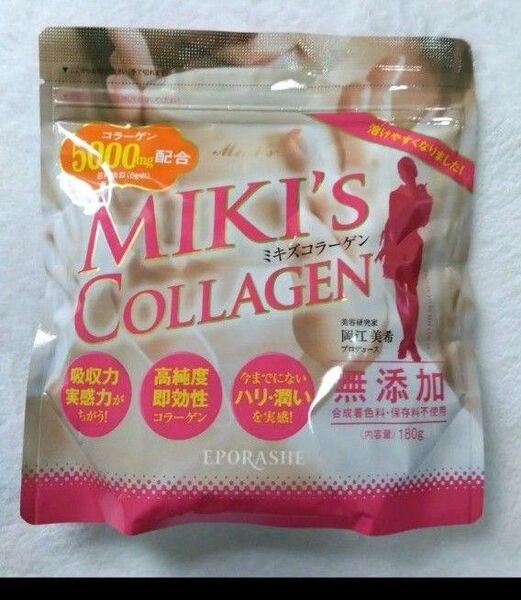 コラーゲン
5000mg配合
Miki's
溶けやすくなりました!
MIKI'S
ミキズコラーゲン
COLLAGEN
美容研究家
岡江 美希
プロデュース
吸収力
実感力が
ちがう!
高純度
即効性
コラーゲン
今までにない
ハリ・潤い
を実感!
無添加
合成着色料・保存料不使用
(内容量) 180g
EPORASHE